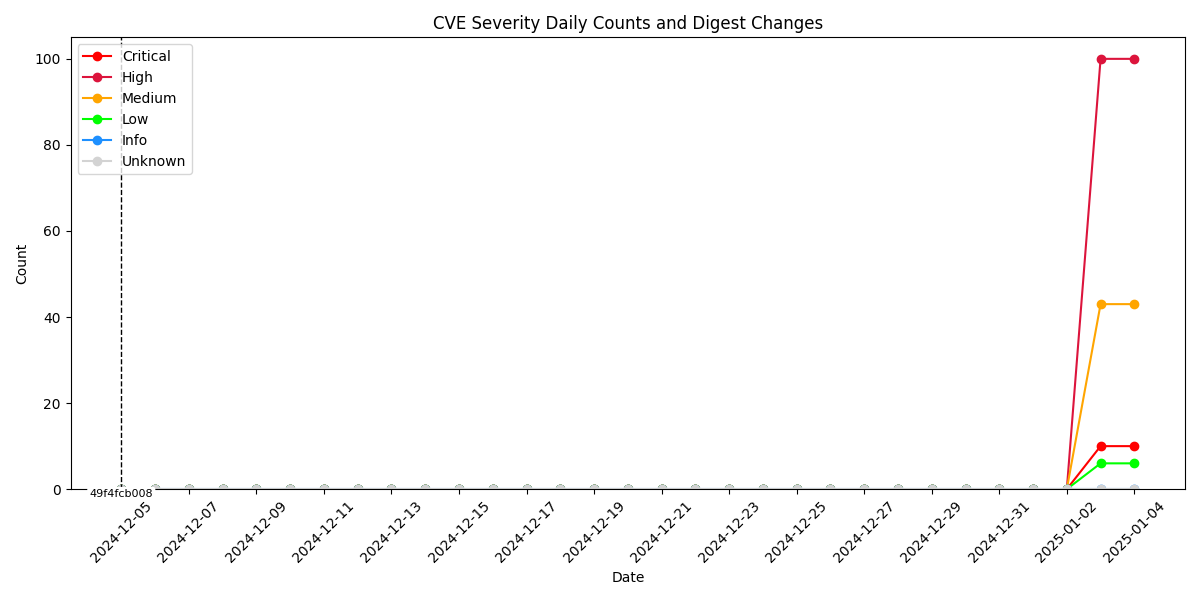 CVE Severity Daily Counts and Digest Changes
Critical
High
Medium
Low
Info
Unknown
Count
100
80
60
40
20
0
49f4fcb008
2024-12-05
2024-12-07
2024-12-09
2024-12-11
2024-12-13
2024-12-15
2024-12-17
2024-12-19
2024-12-21
2024-12-23
2024-12-25
2024-12-27
2024-12-29
2024-12-31
2025-01-02
2025-01-04
Date